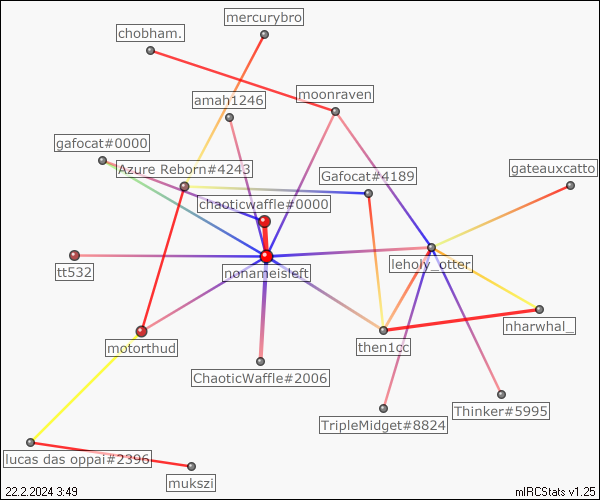 mercurybro
chobham.
moonraven
amah1246
gafocat#0000
Azure Reborn#4243
Gafocat#4189
gateauxcatto
chaoticwaffle#0000
leholy_otter
tt532
nonameisleft
nharwhal_
motorthud
then1cc
ChaoticWaffle#2006
Thinker#5995
TripleMidget#8824
lucas das oppai#2396
mukszi
22.2.2024 3:49
mIRCStats v1.25